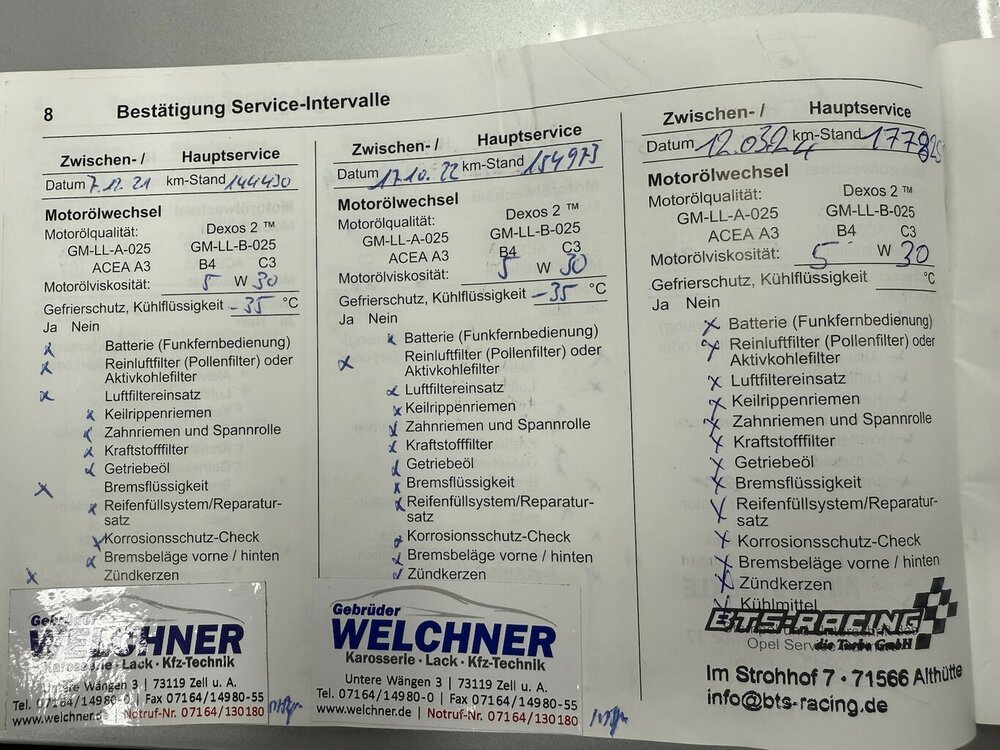 8
Bestätigung Service-Intervalle
Zwischen- / Hauptservice
Datum 7.12.21 km-Stand 144430
Motorölwechsel
Motorölqualität: Dexos 2 ™
GM-LL-A-025 GM-LL-B-025
ACEA A3 B4 C3
Motorölviskosität: 5 W 30
Gefrierschutz, Kühlflüssigkeit -35 °C
Ja Nein
x Batterie (Funkfernbedienung)
x Reinluftfilter (Pollenfilter) oder
Aktivkohlefilter
x Luftfiltereinsatz
x Keilrippenriemen
x Zahnriemen und Spannrolle
x Kraftstofffilter
x Getriebeöl
x Bremsflüssigkeit
x Reifenfüllsystem/Reparatur-
satz
x Korrosionsschutz-Check
x Bremsbeläge vorne / hinten
x Zündkerzen
Gebrüder
WELCHNER
Karosserie · Lack · Kfz-Technik
Untere Wängen 3 | 73119 Zell u. A.
Tel. 07164/14980-0 | Fax 07164/14980-55
www.welchner.de | Notruf-Nr. 07164/130180
Zwischen- / Hauptservice
Datum 17.10.22 km-Stand 154973
Motorölwechsel
Motorölqualität: Dexos 2 ™
GM-LL-A-025 GM-LL-B-025
ACEA A3 B4 C3
Motorölviskosität: 5 W 30
Gefrierschutz, Kühlflüssigkeit -35 °C
Ja Nein
x Batterie (Funkfernbedienung)
x Reinluftfilter (Pollenfilter) oder
Aktivkohlefilter
x Luftfiltereinsatz
x Keilrippenriemen
x Zahnriemen und Spannrolle
x Kraftstofffilter
x Getriebeöl
x Bremsflüssigkeit
x Reifenfüllsystem/Reparatur-
satz
x Korrosionsschutz-Check
x Bremsbeläge vorne / hinten
x Zündkerzen
Gebrüder
WELCHNER
Karosserie · Lack · Kfz-Technik
Untere Wängen 3 | 73119 Zell u. A.
Tel. 07164/14980-0 | Fax 07164/14980-55
www.welchner.de | Notruf-Nr. 07164/130180
Zwischen- / Hauptservice
Datum 12.03.24 km-Stand 177825
Motorölwechsel
Motorölqualität: Dexos 2 ™
GM-LL-A-025 GM-LL-B-025
ACEA A3 B4 C3
Motorölviskosität: 5 W 30
Gefrierschutz, Kühlflüssigkeit °C
Ja Nein
x Batterie (Funkfernbedienung)
x Reinluftfilter (Pollenfilter) oder
Aktivkohlefilter
x Luftfiltereinsatz
x Keilrippenriemen
x Zahnriemen und Spannrolle
x Kraftstofffilter
x Getriebeöl
x Bremsflüssigkeit
x Reifenfüllsystem/Reparatur-
satz
x Korrosionsschutz-Check
x Bremsbeläge vorne / hinten
x Zündkerzen
x Kühlmittel
BTS-RACING
die Turbo GmbH
Opel
Im Strohhof 7 · 71566 Althütte
info@bts-racing.de